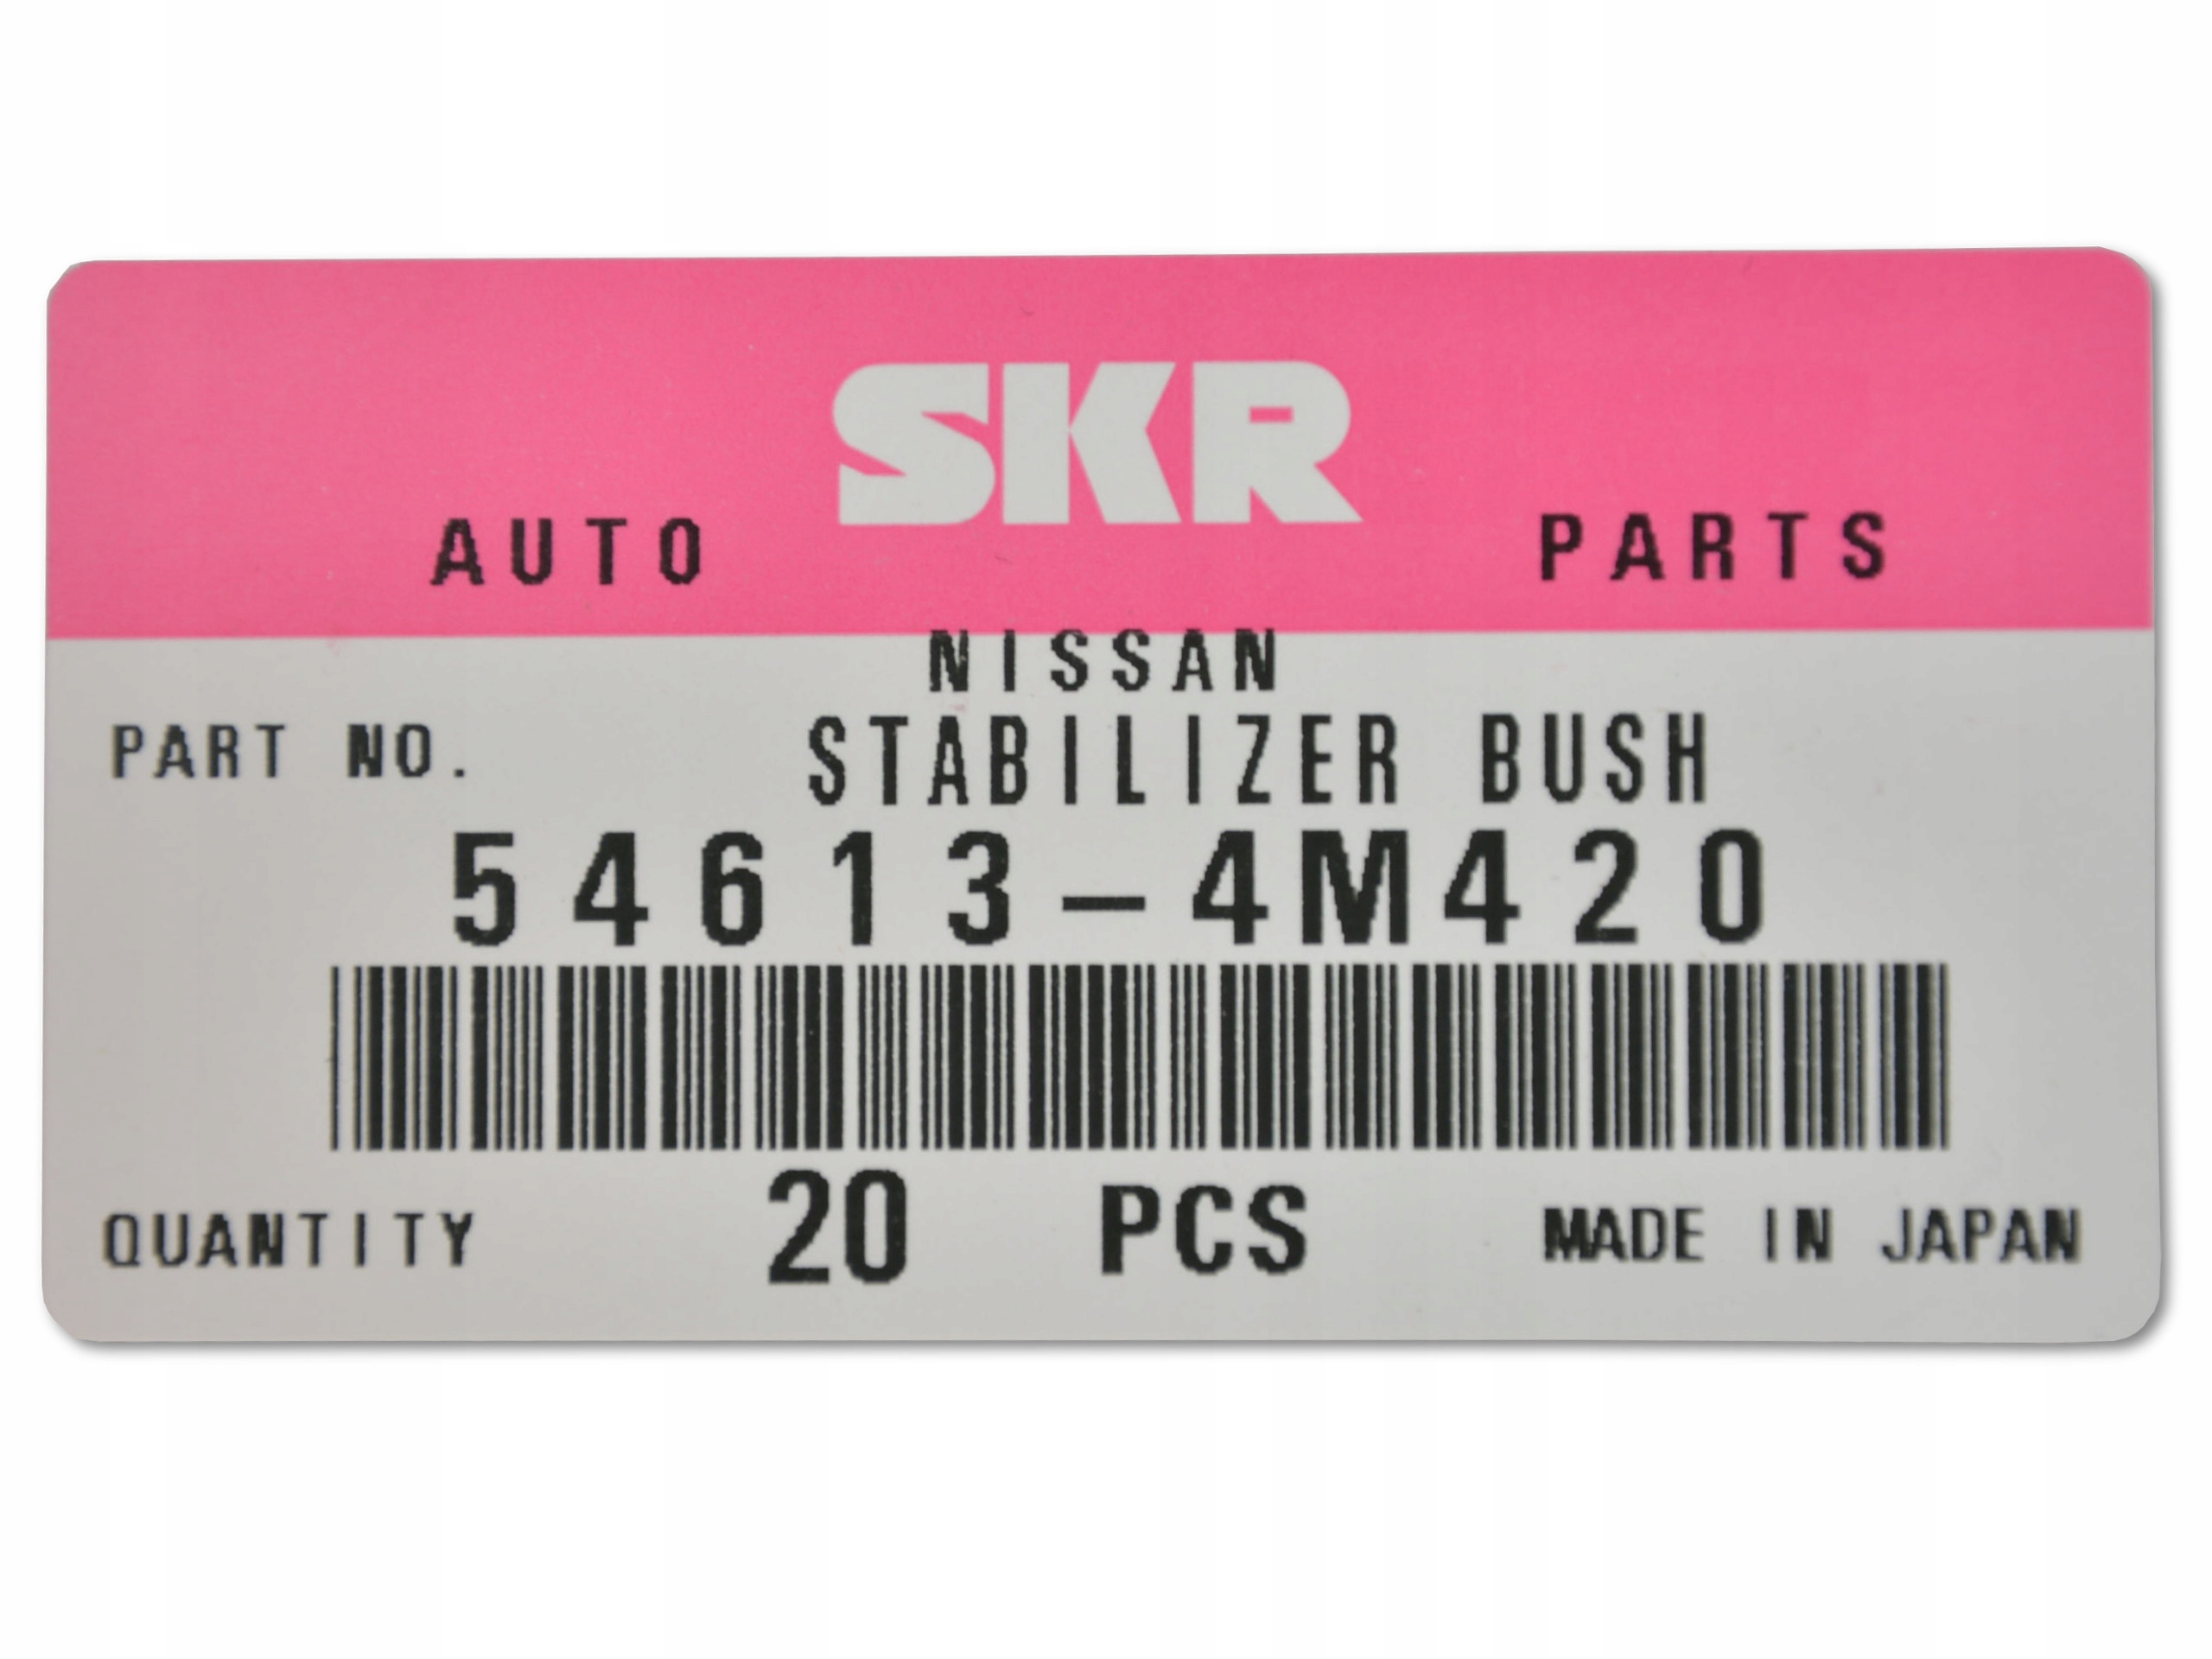 SKR
AUTO PARTS
NISSAN
PART NO. STABILIZER BUSH
54613-4M420
QUANTITY 20 PCS MADE IN JAPAN